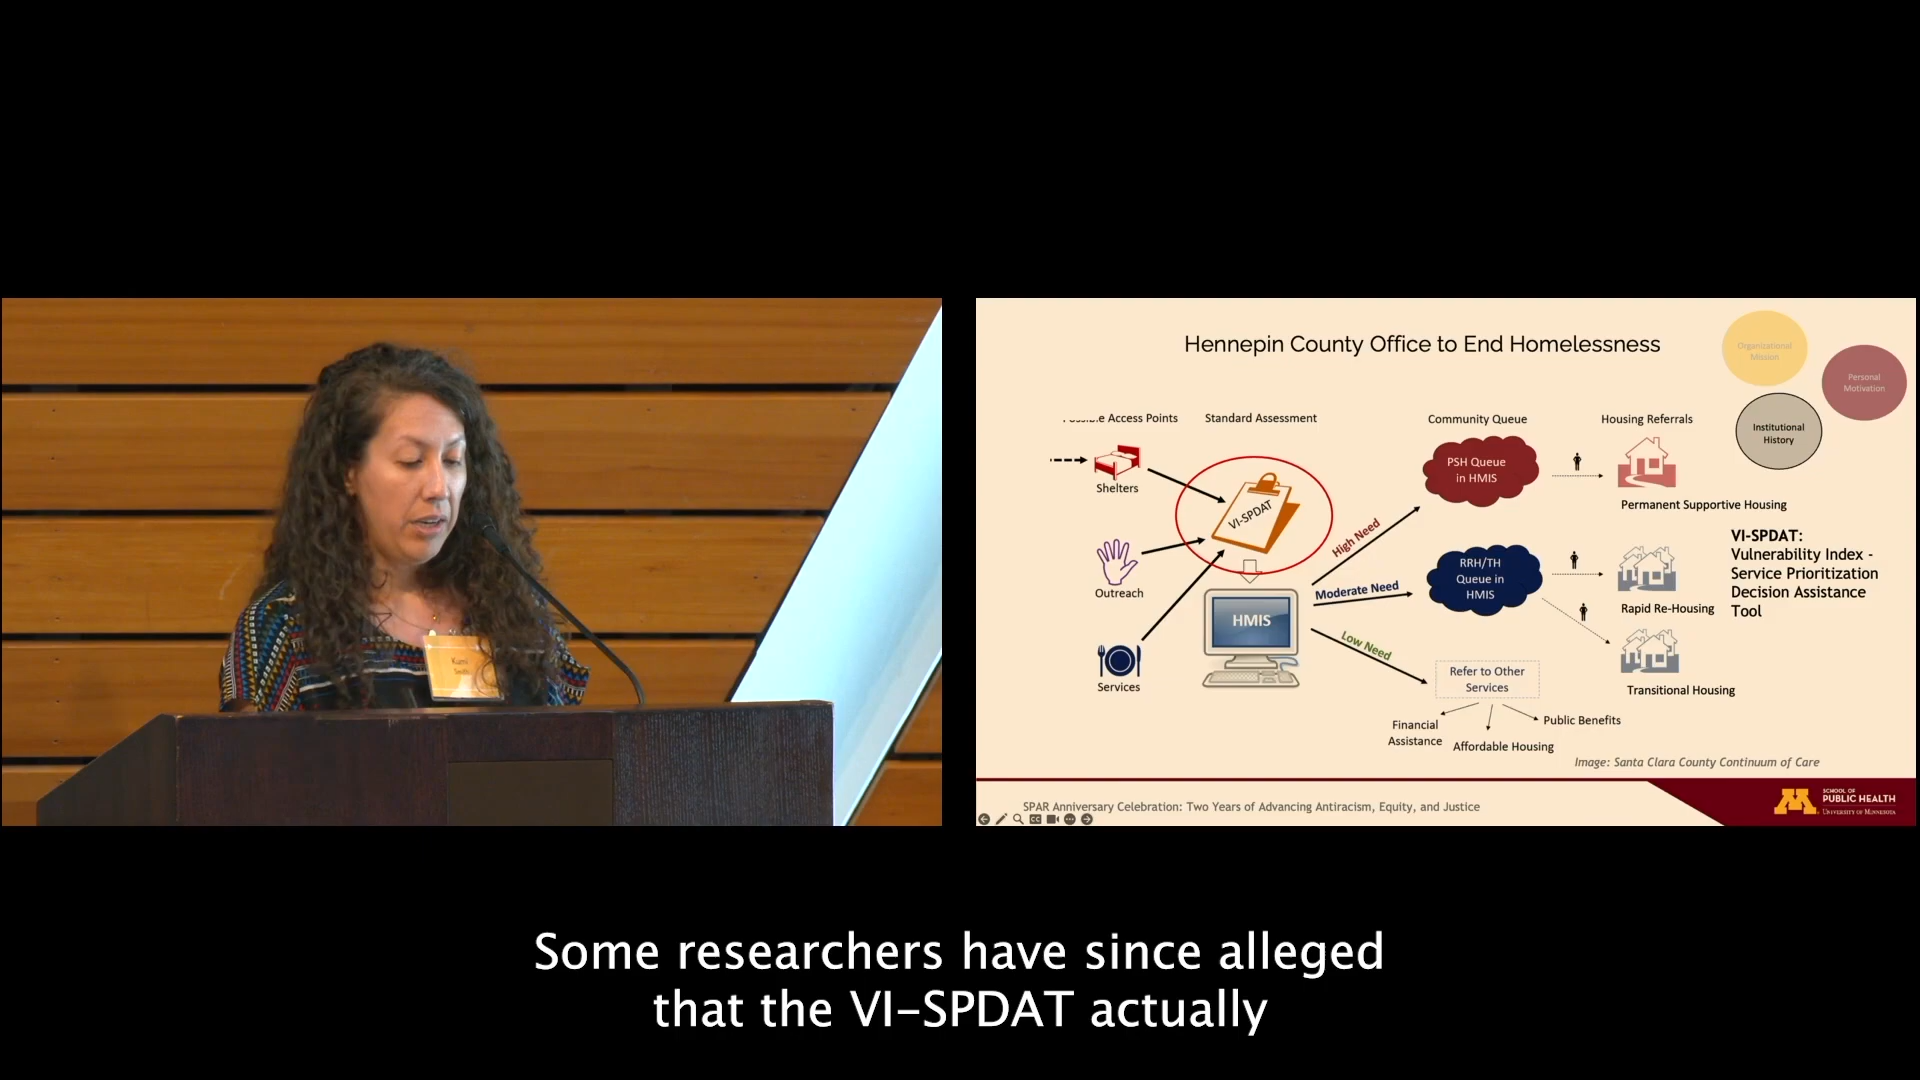 Kumi
Smith
Hennepin County Office to End Homelessness
Organizational
Mission
Personal
Motivation
Institutional
History
Possible Access Points
Standard Assessment
Community Queue
Housing Referrals
Shelters
VI-SPDAT
High Need
PSH Queue
in HMIS
Permanent Supportive Housing
VI-SPDAT:
Vulnerability Index -
Service Prioritization
Decision Assistance
Tool
Outreach
HMIS
Moderate Need
RRH/TH
Queue in
HMIS
Rapid Re-Housing
Low Need
Services
Refer to Other
Services
Transitional Housing
Financial
Assistance
Affordable Housing
Public Benefits
Image: Santa Clara County Continuum of Care
SPAR Anniversary Celebration: Two Years of Advancing Antiracism, Equity, and Justice
CC
M
SCHOOL OF
PUBLIC HEALTH
UNIVERSITY OF MINNESOTA
Some researchers have since alleged
that the VI-SPDAT actually